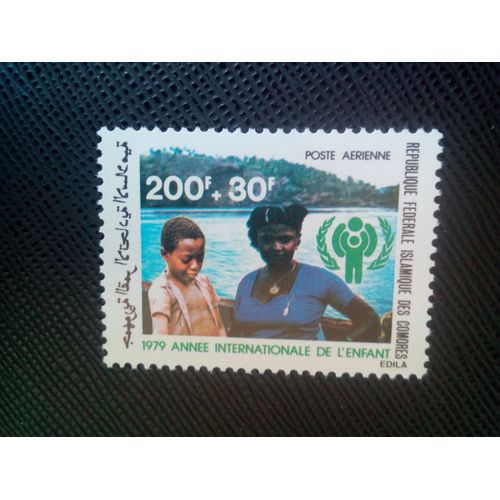 POSTE AERIENNE
200F + 30F
REPUBLIQUE FEDERALE ISLAMIQUE DES COMORES
1979 ANNEE INTERNATIONALE DE L'ENFANT
EDILA